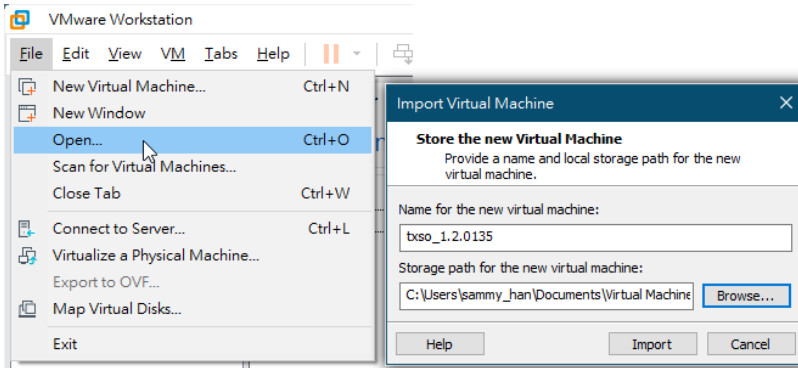 VMware Workstation
File Edit View VM Tabs Help
New Virtual Machine... Ctrl+N
New Window
Open... Ctrl+O
Scan for Virtual Machines...
Close Tab Ctrl+W
Connect to Server... Ctrl+L
Virtualize a Physical Machine...
Export to OVF...
Map Virtual Disks...
Exit
Import Virtual Machine
Store the new Virtual Machine
Provide a name and local storage path for the new
virtual machine.
Name for the new virtual machine:
txso_1.2.0135
Storage path for the new virtual machine:
C:\Users\sammy_han\Documents\Virtual Machine Browse...
Help Import Cancel